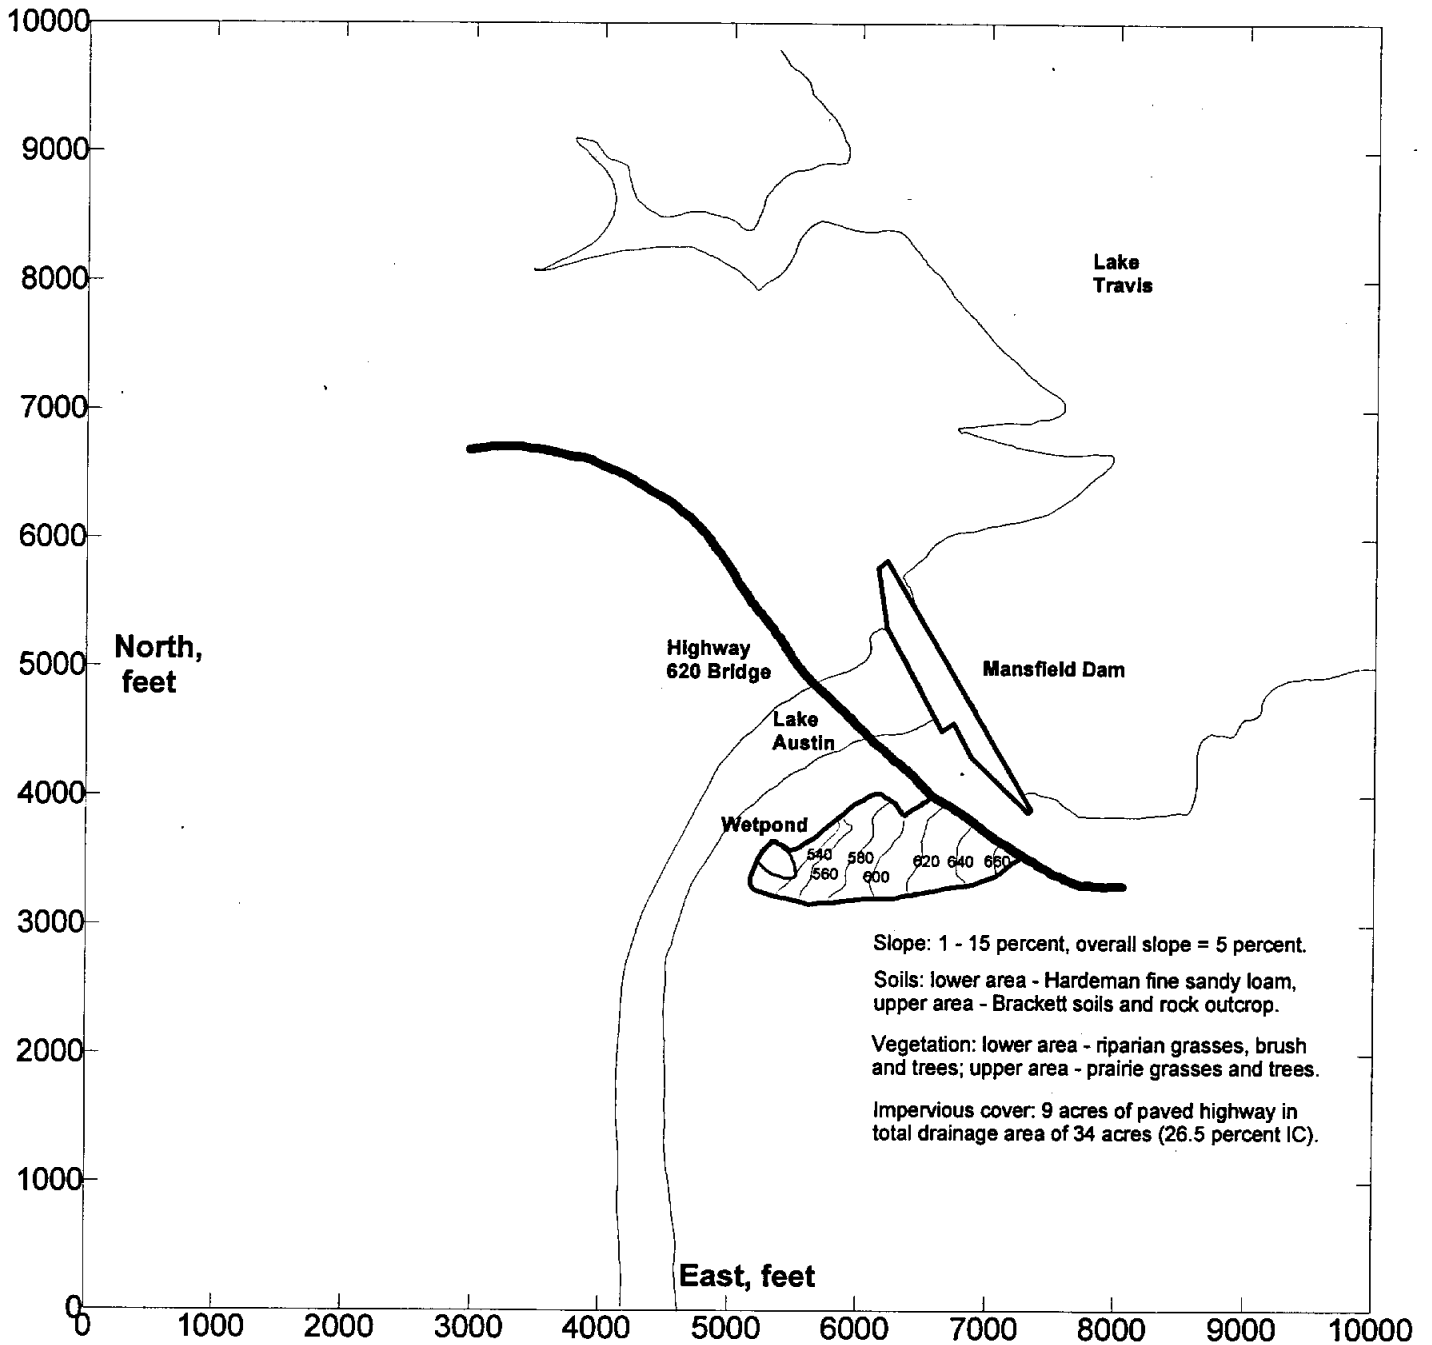 10000
9000
8000
7000
6000
5000
4000
3000
2000
1000
0
North,
feet
Lake
Travis
Highway
620 Bridge
Mansfield Dam
Lake
Austin
Wetpond
540
580
620
640
660
560
600
Slope: 1 - 15 percent, overall slope = 5 percent.
Soils: lower area - Hardeman fine sandy loam,
upper area - Brackett soils and rock outcrop.
Vegetation: lower area - riparian grasses, brush
and trees; upper area - prairie grasses and trees.
Impervious cover: 9 acres of paved highway in
total drainage area of 34 acres (26.5 percent IC).
East, feet
0 1000 2000 3000 4000 5000 6000 7000 8000 9000 10000